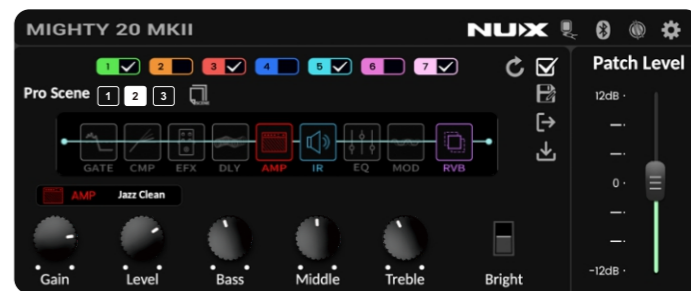 MIGHTY 20 MKII NUX
1 2 3 4 5 6 7
Patch Level
Pro Scene 1 2 3
SCENE
12dB
0
-12dB
GATE CMP EFX DLY AMP IR EQ MOD RVB
AMP Jazz Clean
Gain Level Bass Middle Treble Bright